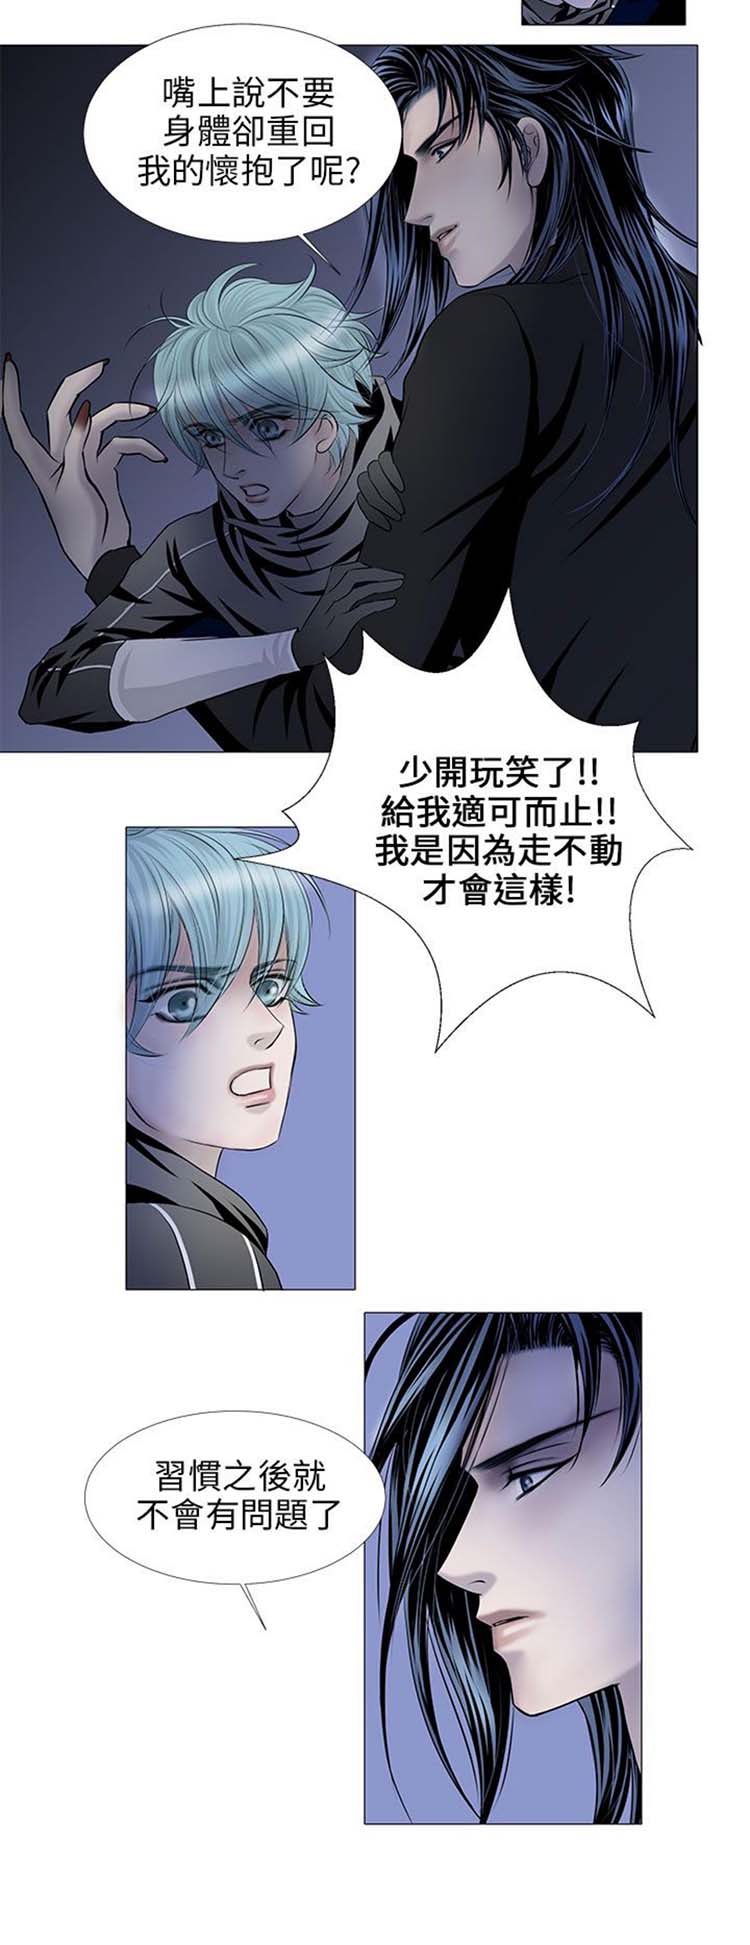 嘴上說不要
身體卻重回
我的懷抱了呢?
少開玩笑了!!
給我適可而止!!
我是因為走不動
才會這樣!
習慣之後就
不會有問題了